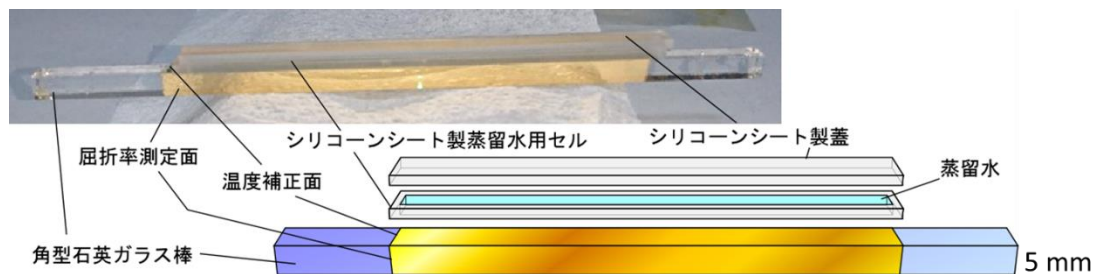 シリコーンシート製蒸留水用セル
シリコーンシート製蓋
屈折率測定面
温度補正面
蒸留水
角型石英ガラス棒
5 mm